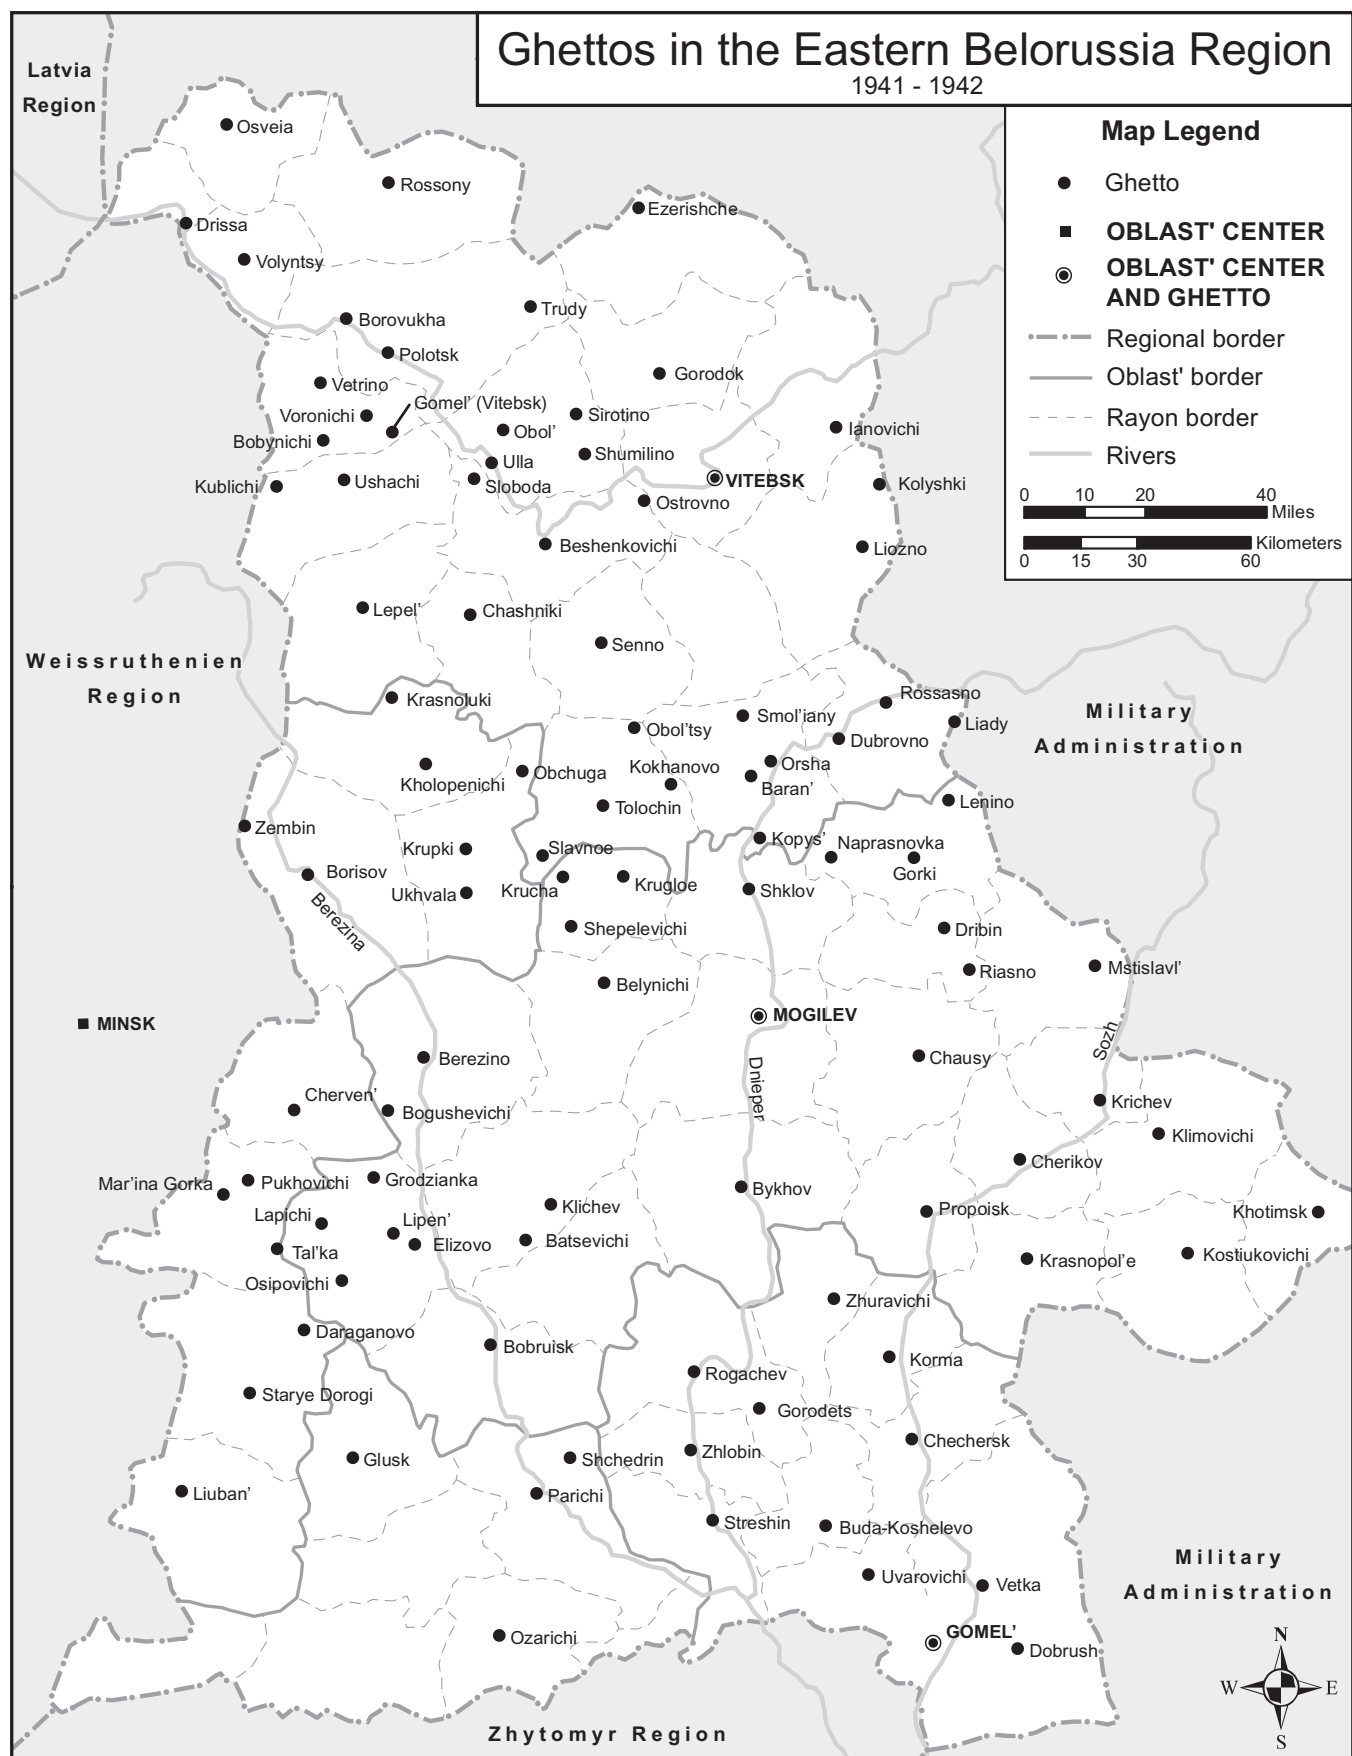 Ghettos in the Eastern Belorussia Region
1941 - 1942
Latvia
Region
Map Legend
Ghetto
OBLAST' CENTER
OBLAST' CENTER
AND GHETTO
Regional border
Oblast' border
Rayon border
Rivers
0 10 20 40
Miles
Kilometers
0 15 30 60
Osveia
Rossony
Ezerishche
Drissa
Volyntsy
Trudy
Borovukha
Polotsk
Gorodok
Vetrino
Gomel' (Vitebsk)
Voronichi
Sirotino
Obol'
Ianovichi
Bobynichi
Shumilino
Ulla
Ushachi
VITEBSK
Kublichi
Sloboda
Kolyshki
Ostrovno
Beshenkovichi
Liozno
Lepel'
Chashniki
Senno
Weissruthenien
Region
Rossasno
Krasnoluki
Military
Administration
Smol'iany
Liady
Obol'tsy
Dubrovno
Orsha
Kokhanovo
Obchuga
Kholopenichi
Baran'
Lenino
Tolochin
Zembin
Kopys'
Naprasnovka
Krupki
Slavnoe
Borisov
Gorki
Krugloe
Krucha
Shklov
Ukhvala
Berezina
Shepelevichi
Dribin
Riasno
Mstislavl'
Belynichi
MOGILEV
MINSK
Sozh
Berezino
Chausy
Dnieper
Cherven'
Krichev
Bogushevichi
Klimovichi
Cherikov
Mar'ina Gorka
Pukhovichi
Grodzianka
Bykhov
Klichev
Propoisk
Khotimsk
Lapichi
Lipen'
Elizovo
Batsevichi
Tal'ka
Krasnopol'e
Kostiukovichi
Osipovichi
Zhuravichi
Daraganovo
Bobruisk
Korma
Rogachev
Starye Dorogi
Gorodets
Chechersk
Zhlobin
Glusk
Shchedrin
Liuban'
Parichi
Streshin
Buda-Koshelevo
Military
Administration
Uvarovichi
Vetka
GOMEL'
Ozarichi
Dobrush
N
W E
S
Zhytomyr Region